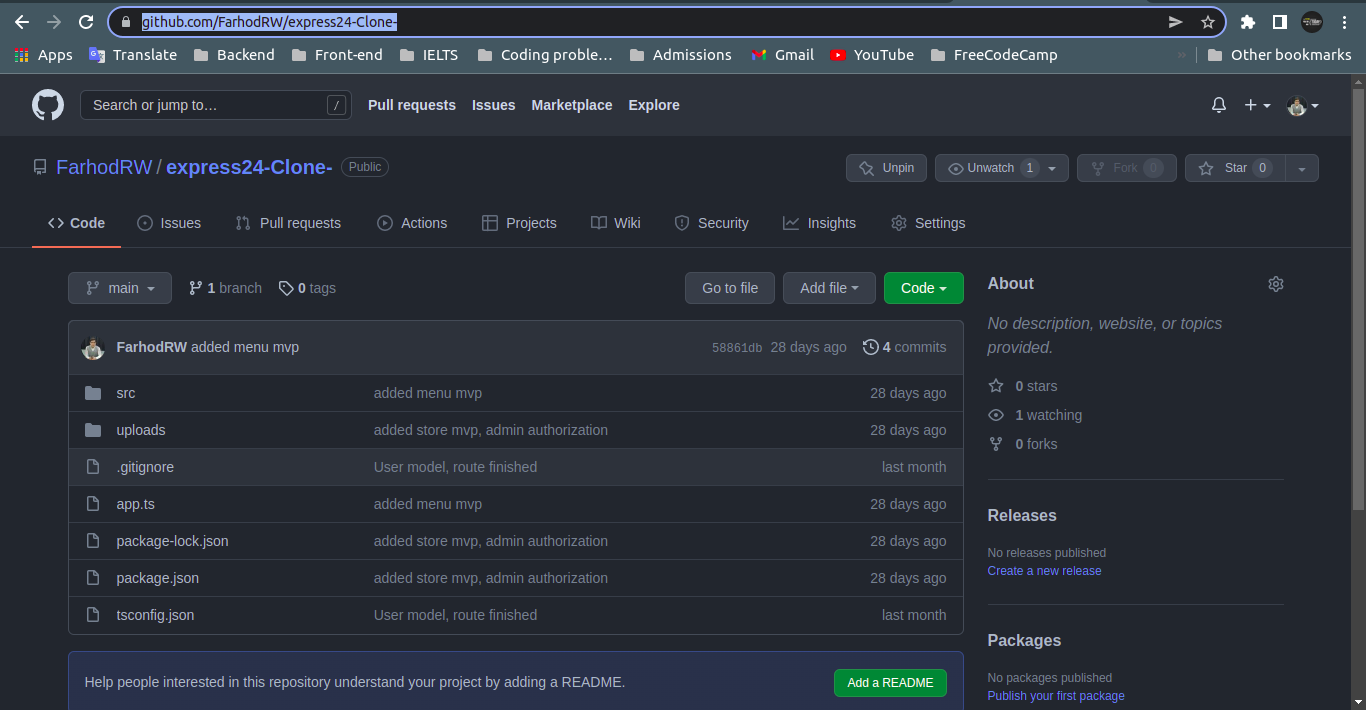 github.com/FarhodRW/express24-Clone-
Apps Translate Backend Front-end IELTS Coding proble… Admissions Gmail YouTube FreeCodeCamp » Other bookmarks
Search or jump to… / Pull requests Issues Marketplace Explore
FarhodRW / express24-Clone- Public Unpin Unwatch 1 Fork 0 Star 0
Code Issues Pull requests Actions Projects Wiki Security Insights Settings
main 1 branch 0 tags Go to file Add file Code
FarhodRW added menu mvp 58861db 28 days ago 4 commits
src added menu mvp 28 days ago
uploads added store mvp, admin authorization 28 days ago
.gitignore User model, route finished last month
app.ts added menu mvp 28 days ago
package-lock.json added store mvp, admin authorization 28 days ago
package.json added store mvp, admin authorization 28 days ago
tsconfig.json User model, route finished last month
Help people interested in this repository understand your project by adding a README. Add a README
About
No description, website, or topics
provided.
0 stars
1 watching
0 forks
Releases
No releases published
Create a new release
Packages
No packages published
Publish your first package